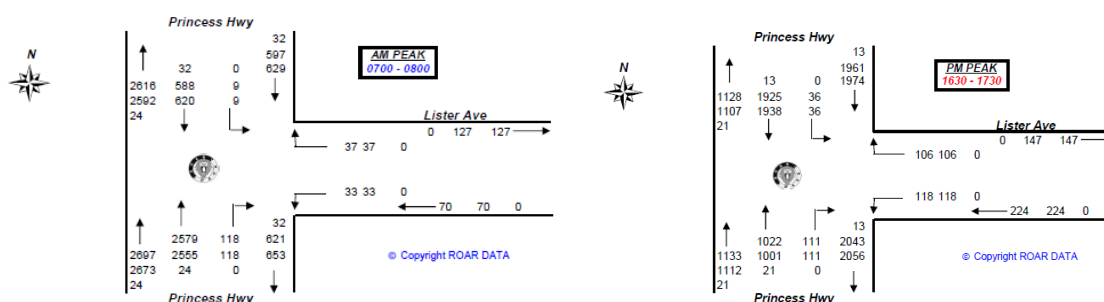 Princess Hwy
N
32
597
629
AM PEAK
0700 - 0800
32 0
2616 588 9
2592 620 9
24
Lister Ave
0 127 127
37 37 0
33 33 0
70 70 0
32
2579 118 621
2697 2555 118 653
2673 24 0
24
© Copyright ROAR DATA
Princess Hwy
Princess Hwy
N
13
1961
1974
PM PEAK
1630 - 1730
13 0
1128 1925 36
1107 1938 36
21
Lister Ave
0 147 147
106 106 0
118 118 0
224 224 0
13
1022 111 2043
1133 1001 111 2056
1112 21 0
21
© Copyright ROAR DATA
Princess Hwy